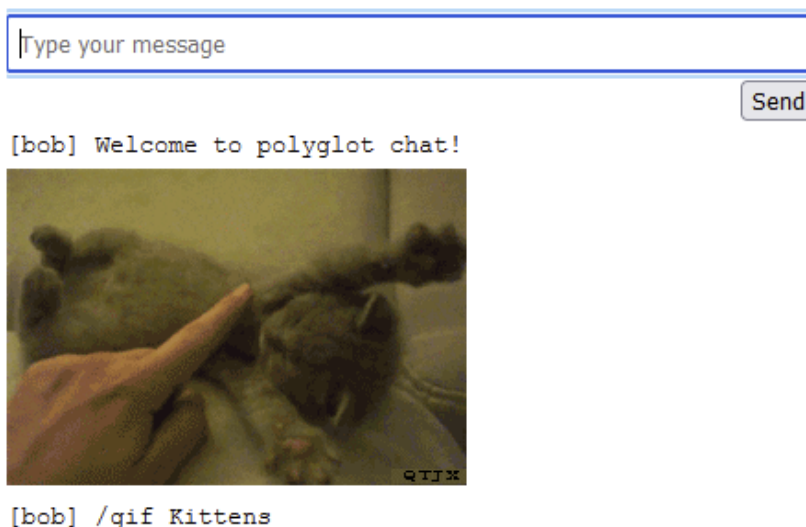 Type your message
Send
[bob] Welcome to polyglot chat!
QTJX
[bob] /gif Kittens